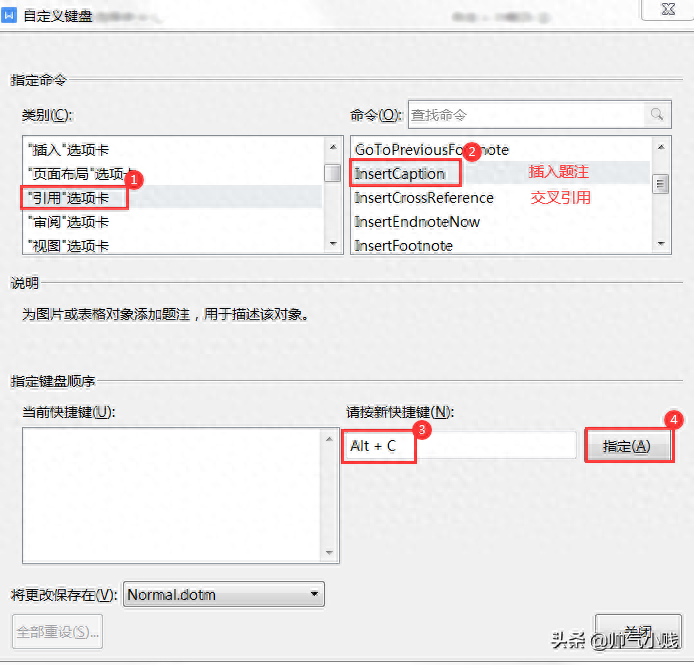 自定义键盘
指定命令
类别(C):
命令(O):
查找命令
"插入"选项卡
"页面布局"选项卡
1
"引用"选项卡
"审阅"选项卡
"视图"选项卡
GoToPreviousFootnote
2
InsertCaption
插入题注
InsertCrossReference
交叉引用
InsertEndnoteNow
InsertFootnote
说明
为图片或表格对象添加题注，用于描述该对象。
指定键盘顺序
当前快捷键(U):
请按新快捷键(N):
3
4
Alt + C
指定(A)
将更改保存在(V):
Normal.dotm
全部重设(S)...
关闭
头条 @帅气小贱